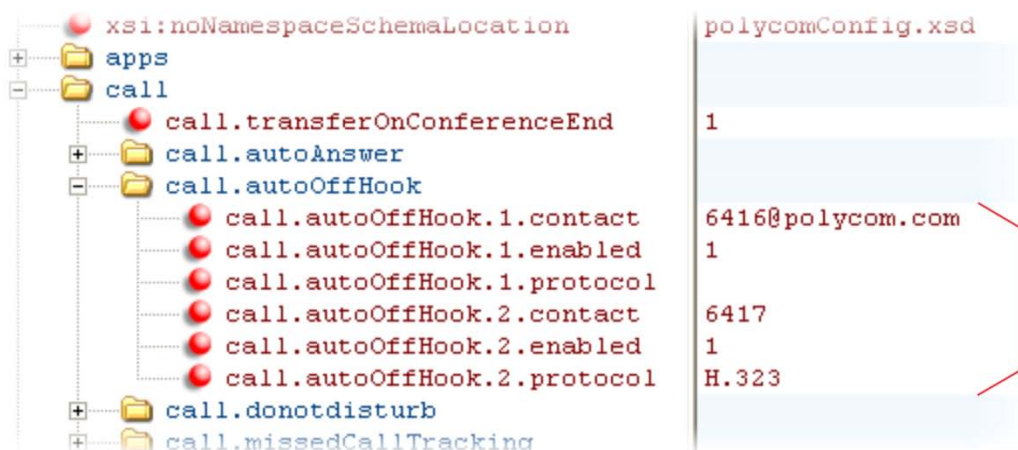 xsi:noNamespaceSchemaLocation polycomConfig.xsd
apps
call
call.transferOnConferenceEnd 1
call.autoAnswer
call.autoOffHook
call.autoOffHook.1.contact 6416@polycom.com
call.autoOffHook.1.enabled 1
call.autoOffHook.1.protocol
call.autoOffHook.2.contact 6417
call.autoOffHook.2.enabled 1
call.autoOffHook.2.protocol H.323
call.donotdisturb
call.missedCallTracking